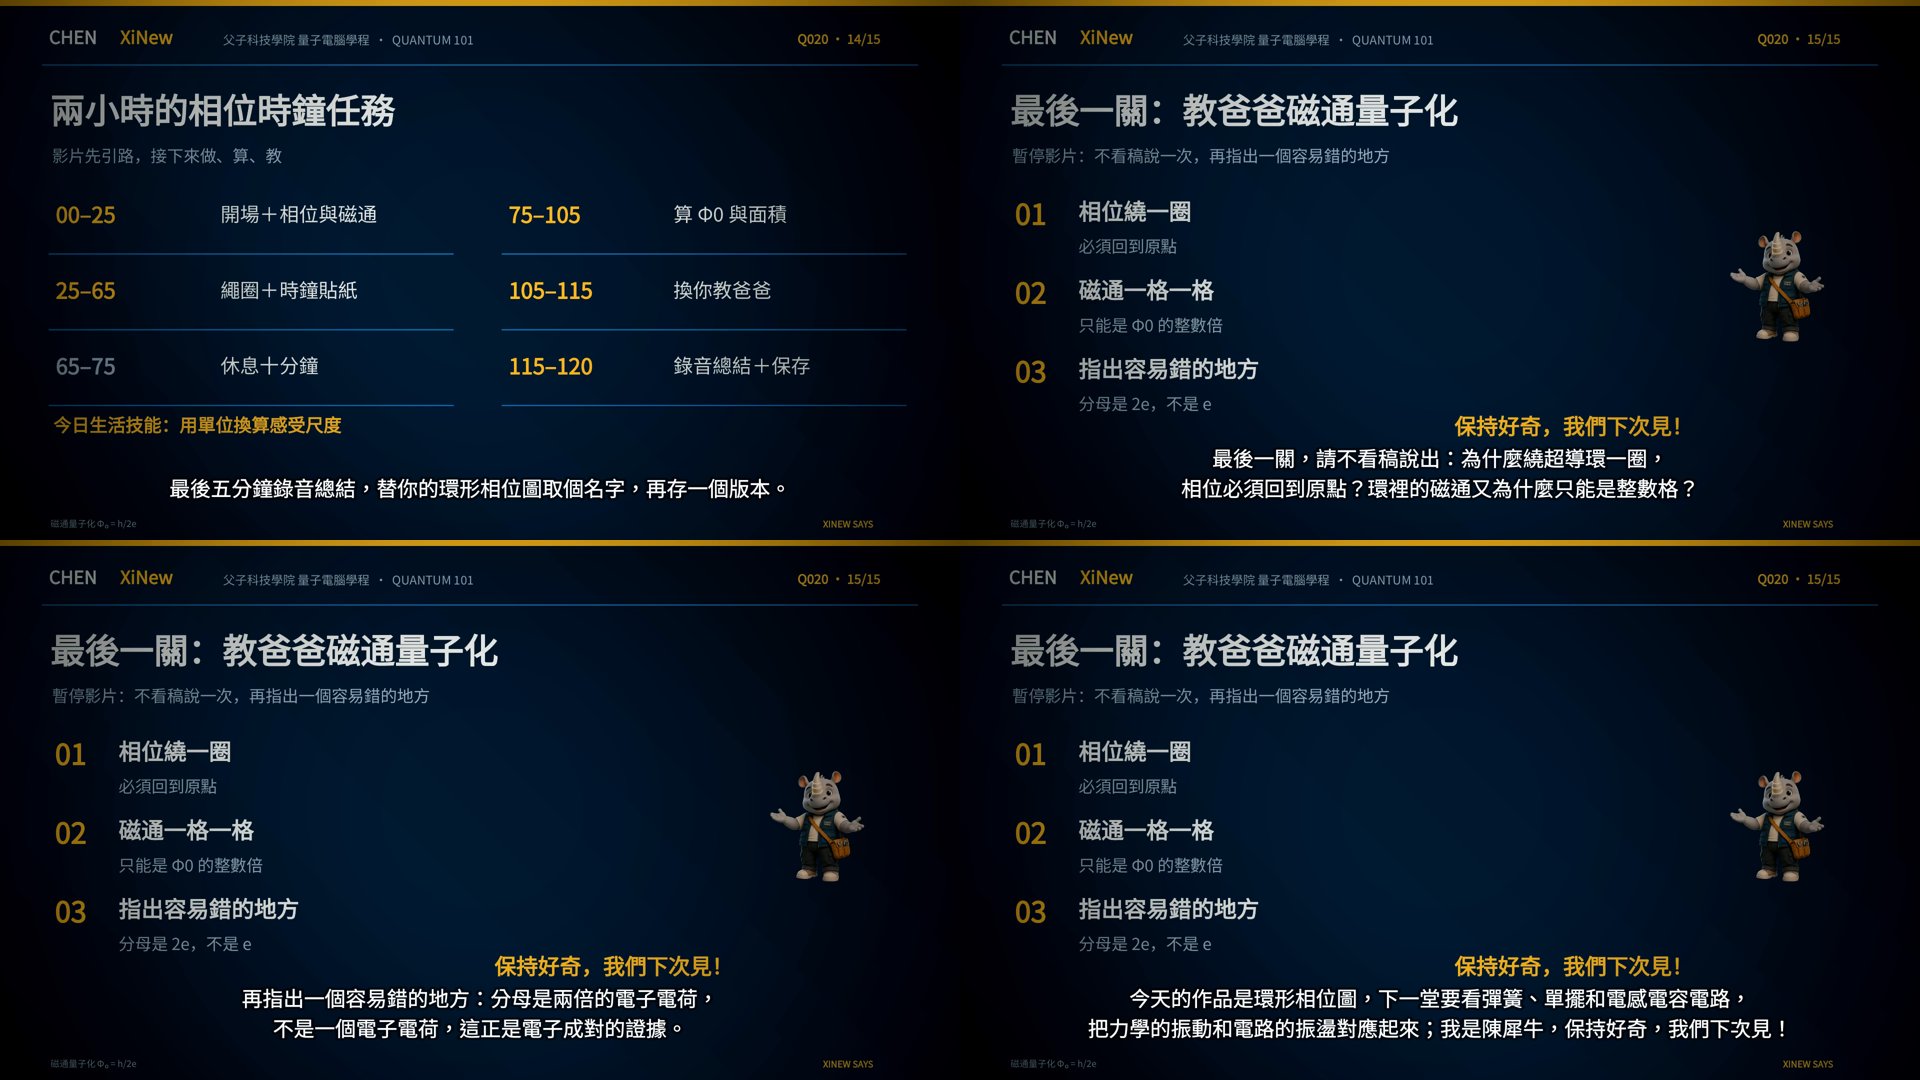 CHEN XiNew 父子科技學院 量子電腦學程 · QUANTUM 101 Q020 · 14/15
兩小時的相位時鐘任務
影片先引路，接下來做、算、教
00–25 開場＋相位與磁通 75–105 算 Φ0 與面積
25–65 繩圈＋時鐘貼紙 105–115 換你教爸爸
65–75 休息十分鐘 115–120 錄音總結＋保存
今日生活技能：用單位換算感受尺度
最後五分鐘錄音總結，替你的環形相位圖取個名字，再存一個版本。
磁通量子化 Φ₀ = h/2e XINEW SAYS
CHEN XiNew 父子科技學院 量子電腦學程 · QUANTUM 101 Q020 · 15/15
最後一關：教爸爸磁通量子化
暫停影片：不看稿說一次，再指出一個容易錯的地方
01 相位繞一圈
必須回到原點
02 磁通一格一格
只能是 Φ0 的整數倍
03 指出容易錯的地方
分母是 2e，不是 e
保持好奇，我們下次見！
最後一關，請不看稿說出：為什麼繞超導環一圈，
相位必須回到原點？環裡的磁通又為什麼只能是整數格？
磁通量子化 Φ₀ = h/2e XINEW SAYS
CHEN XiNew 父子科技學院 量子電腦學程 · QUANTUM 101 Q020 · 15/15
最後一關：教爸爸磁通量子化
暫停影片：不看稿說一次，再指出一個容易錯的地方
01 相位繞一圈
必須回到原點
02 磁通一格一格
只能是 Φ0 的整數倍
03 指出容易錯的地方
分母是 2e，不是 e
保持好奇，我們下次見！
再指出一個容易錯的地方：分母是兩倍的電子電荷，
不是一個電子電荷，這正是電子成對的證據。
磁通量子化 Φ₀ = h/2e XINEW SAYS
CHEN XiNew 父子科技學院 量子電腦學程 · QUANTUM 101 Q020 · 15/15
最後一關：教爸爸磁通量子化
暫停影片：不看稿說一次，再指出一個容易錯的地方
01 相位繞一圈
必須回到原點
02 磁通一格一格
只能是 Φ0 的整數倍
03 指出容易錯的地方
分母是 2e，不是 e
保持好奇，我們下次見！
今天的作品是環形相位圖，下一堂要看彈簧、單擺和電感電容電路，
把力學的振動和電路的振盪對應起來；我是陳犀牛，保持好奇，我們下次見！
磁通量子化 Φ₀ = h/2e XINEW SAYS